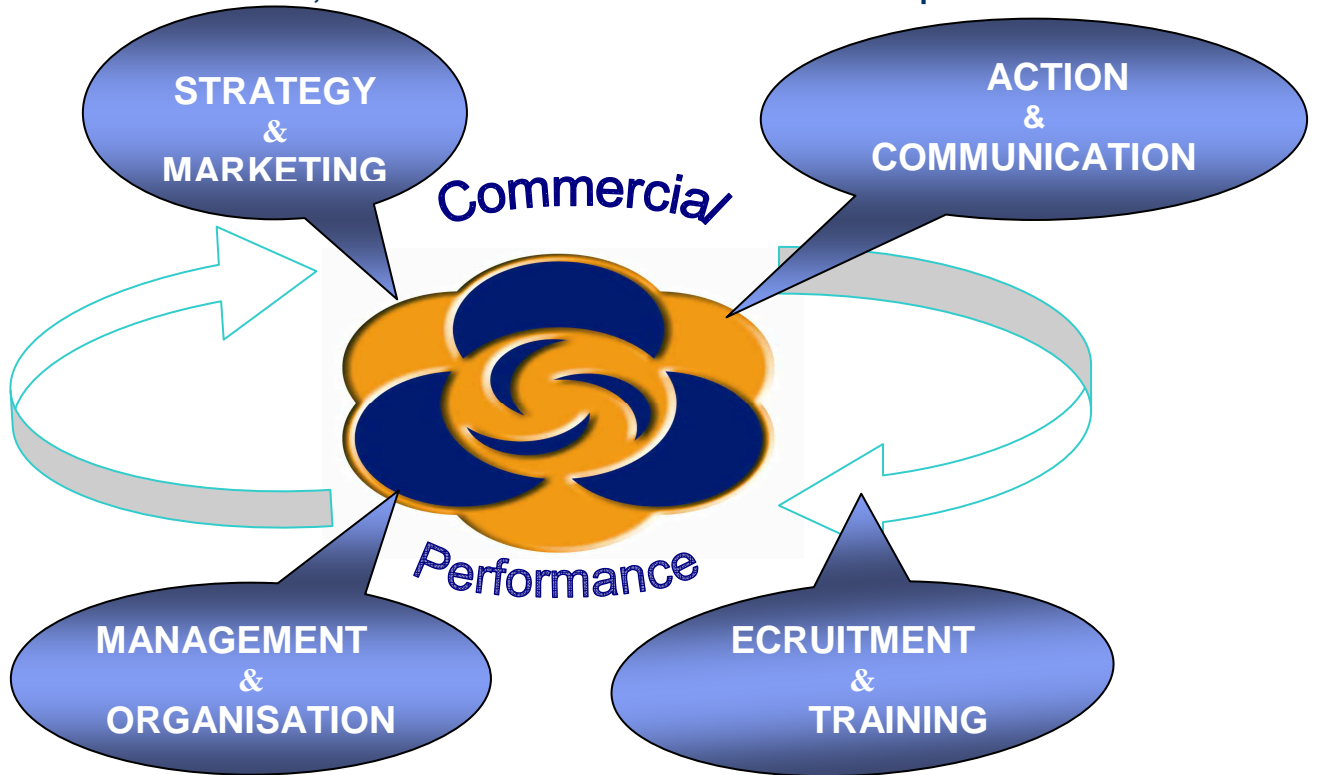 STRATEGY
&
MARKETING
ACTION
&
COMMUNICATION
Commercial
Performance
MANAGEMENT
&
ORGANISATION
ECRUITMENT
&
TRAINING